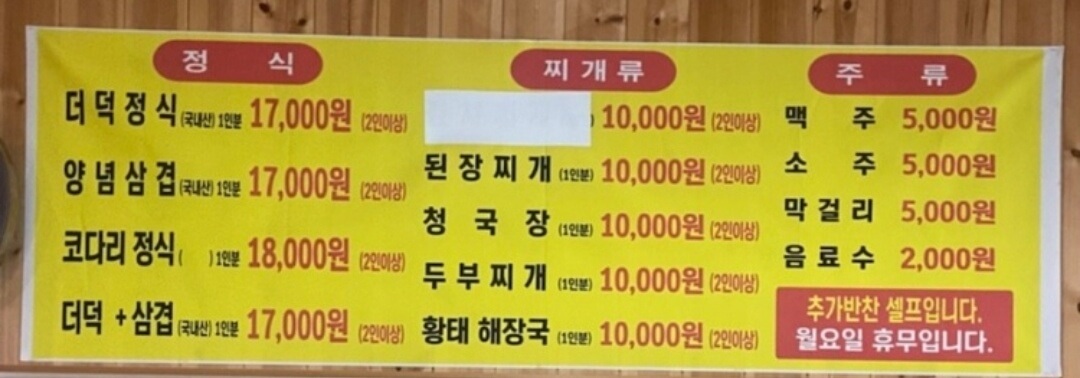 정 식
더덕정식(국내산) 1인분 17,000원 (2인이상)
양념삼겹(국내산) 1인분 17,000원 (2인이상)
코다리 정식( ) 1인분 18,000원 (2인이상)
더덕 + 삼겹(국내산) 1인분 17,000원 (2인이상)
찌개류
) 10,000원 (2인이상)
된장찌개 (1인분) 10,000원 (2인이상)
청국장 (1인분) 10,000원 (2인이상)
두부찌개 (1인분) 10,000원 (2인이상)
황태 해장국 (1인분) 10,000원 (2인이상)
주 류
맥 주 5,000원
소 주 5,000원
막걸리 5,000원
음료수 2,000원
추가반찬 셀프입니다.
월요일 휴무입니다.